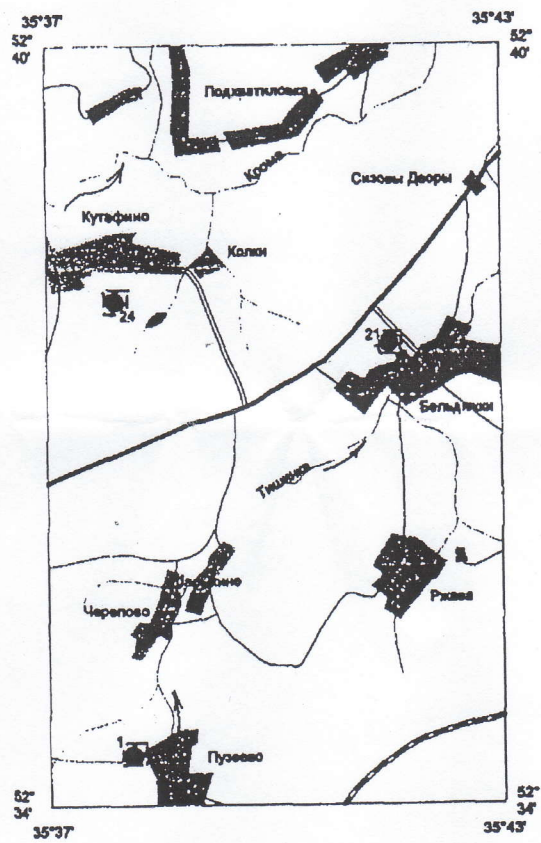 35°37'
35°43'
52°
40'
52°
40'
Подхватиловка
Крома
Сизовы Дворы
Кутафино
Колки
24
21
Бельдяжки
Тишинка
Черепово
Ржава
1
Пузеево
52°
34'
52°
34'
35°37'
35°43'